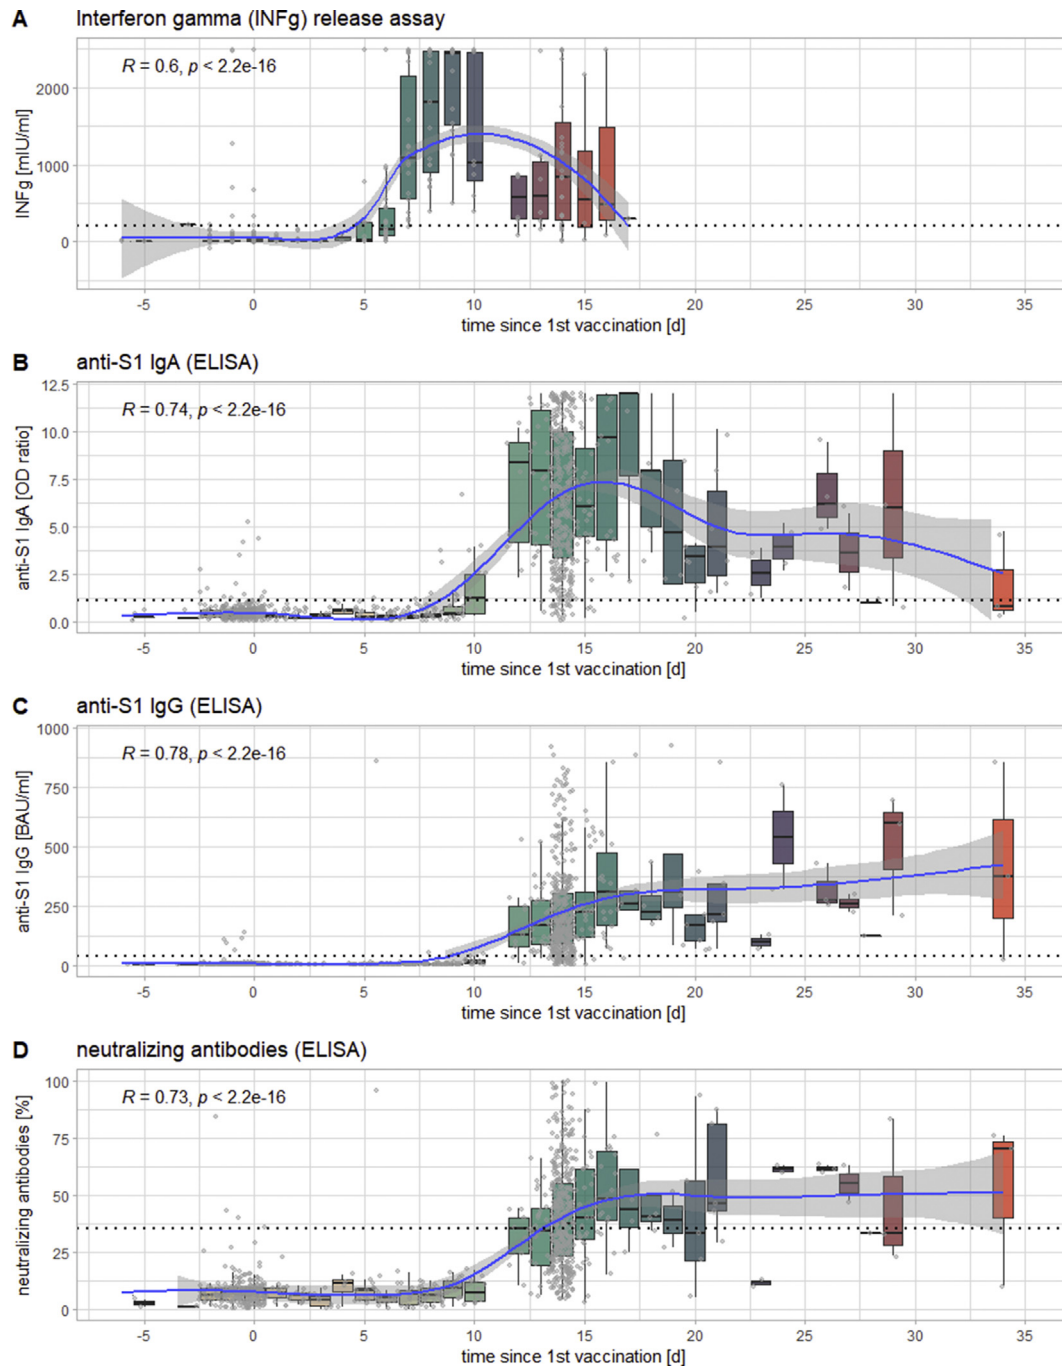 A Interferon gamma (INFg) release assay
R = 0.6, p < 2.2e-16
INFg [mIU/ml]
2000
1000
0
-5 0 5 10 15 20 25 30 35
time since 1st vaccination [d]
B anti-S1 IgA (ELISA)
R = 0.74, p < 2.2e-16
anti-S1 IgA [OD ratio]
12.5
10.0
7.5
5.0
2.5
0.0
-5 0 5 10 15 20 25 30 35
time since 1st vaccination [d]
C anti-S1 IgG (ELISA)
R = 0.78, p < 2.2e-16
anti-S1 IgG [BAU/ml]
1000
750
500
250
0
-5 0 5 10 15 20 25 30 35
time since 1st vaccination [d]
D neutralizing antibodies (ELISA)
R = 0.73, p < 2.2e-16
neutralizing antibodies [%]
100
75
50
25
0
-5 0 5 10 15 20 25 30 35
time since 1st vaccination [d]